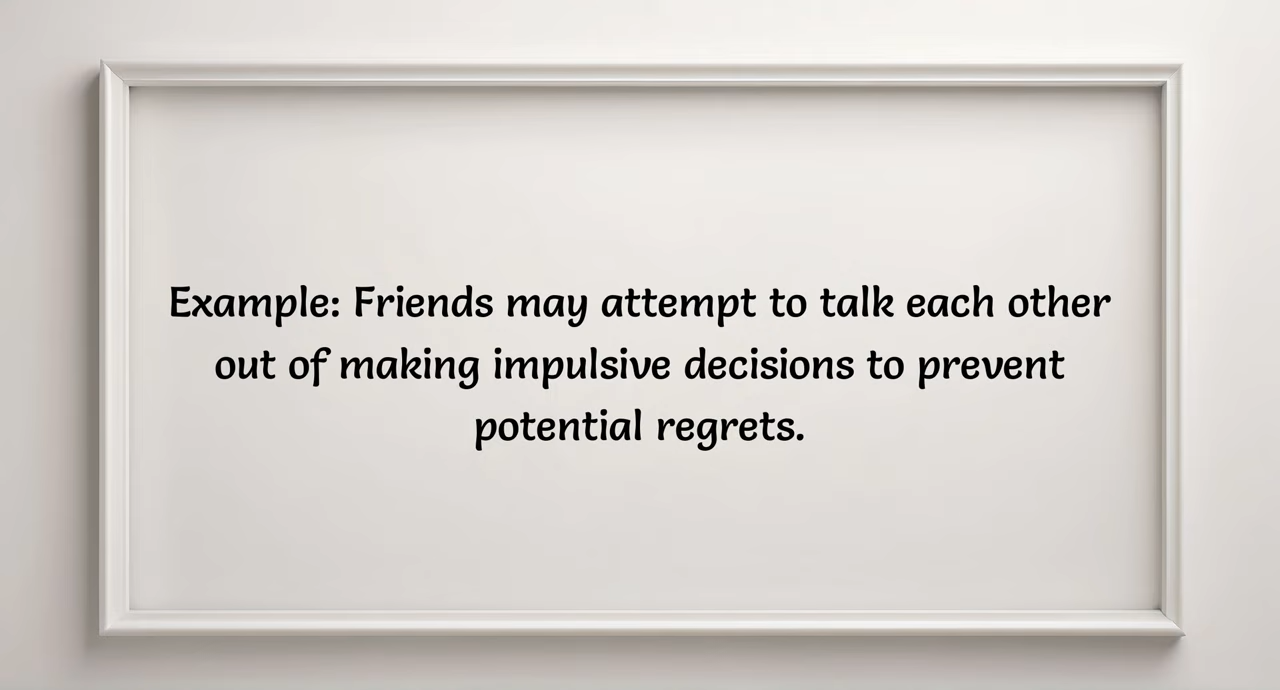 Example: Friends may attempt to talk each other
out of making impulsive decisions to prevent
potential regrets.